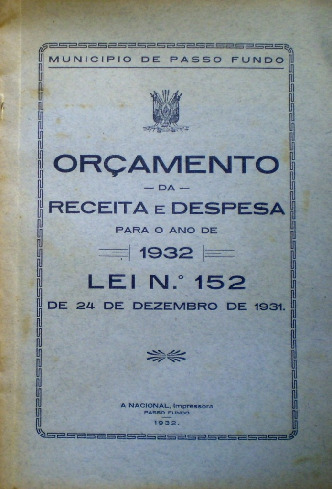 MUNICIPIO DE PASSO FUNDO
ORÇAMENTO
— DA —
RECEITA E DESPESA
PARA O ANO DE
1932
LEI N.° 152
DE 24 DE DEZEMBRO DE 1931.
A NACIONAL, Impressora
PASSO FUNDO
1932.